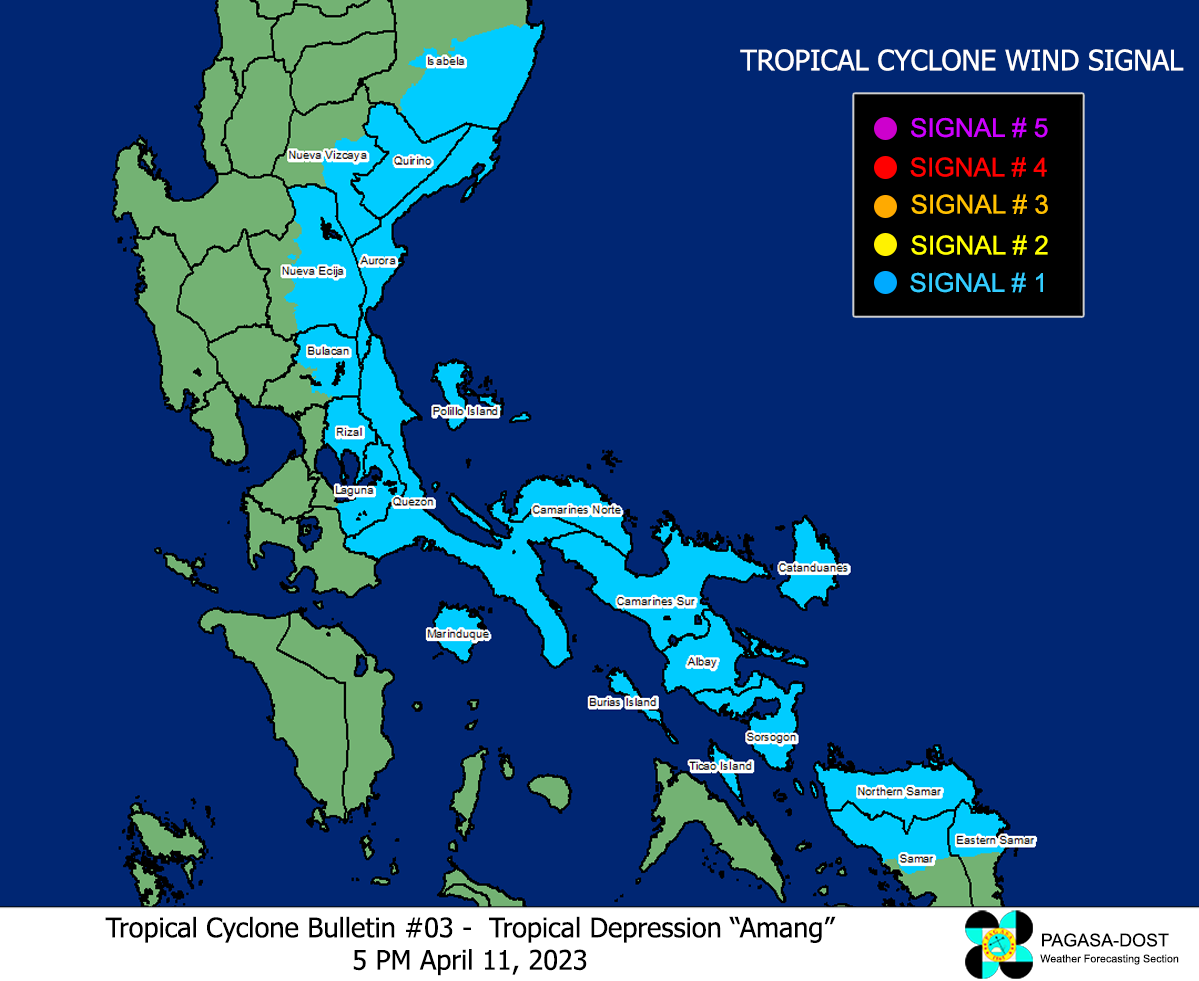 TROPICAL CYCLONE WIND SIGNAL
SIGNAL # 5
SIGNAL # 4
SIGNAL # 3
SIGNAL # 2
SIGNAL # 1
Isabela
Nueva Vizcaya
Quirino
Aurora
Nueva Ecija
Bulacan
Polillo Island
Rizal
Laguna
Quezon
Camarines Norte
Catanduanes
Camarines Sur
Marinduque
Albay
Burias Island
Sorsogon
Ticao Island
Northern Samar
Eastern Samar
Samar
Tropical Cyclone Bulletin #03 - Tropical Depression “Amang”
5 PM April 11, 2023
PAGASA-DOST
Weather Forecasting Section